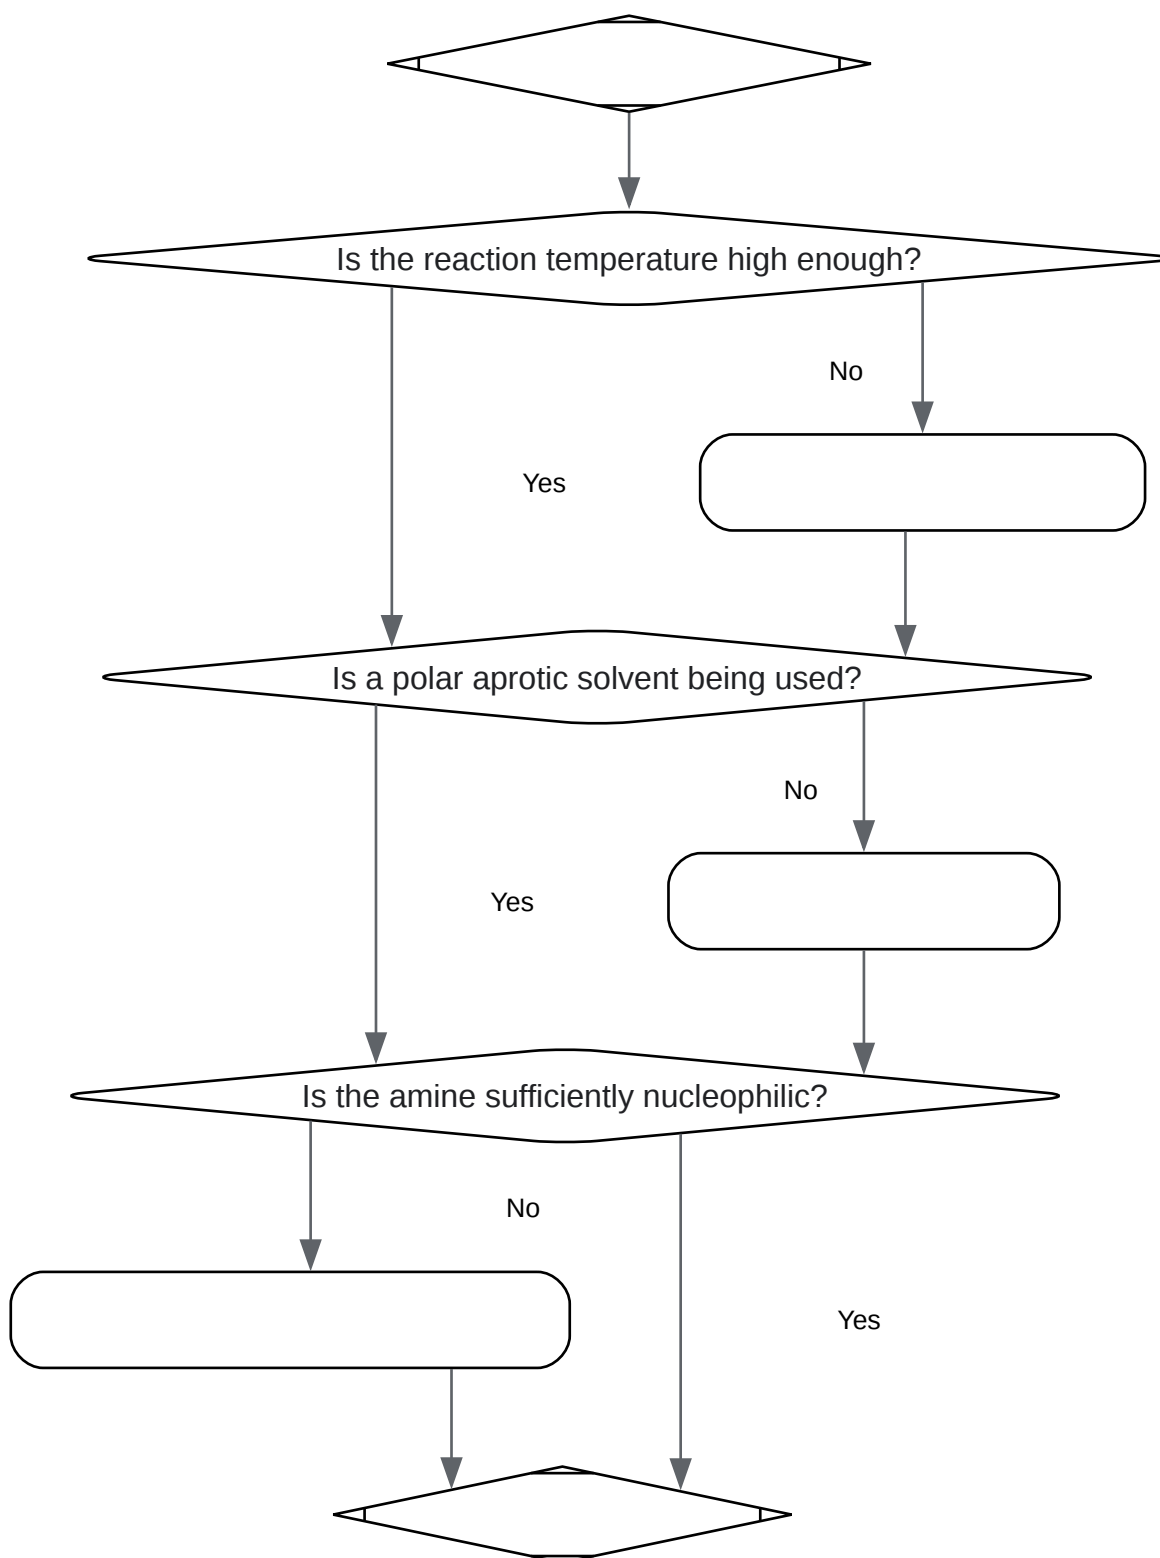 Is the reaction temperature high enough?
No
Yes
Is a polar aprotic solvent being used?
No
Yes
Is the amine sufficiently nucleophilic?
No
Yes